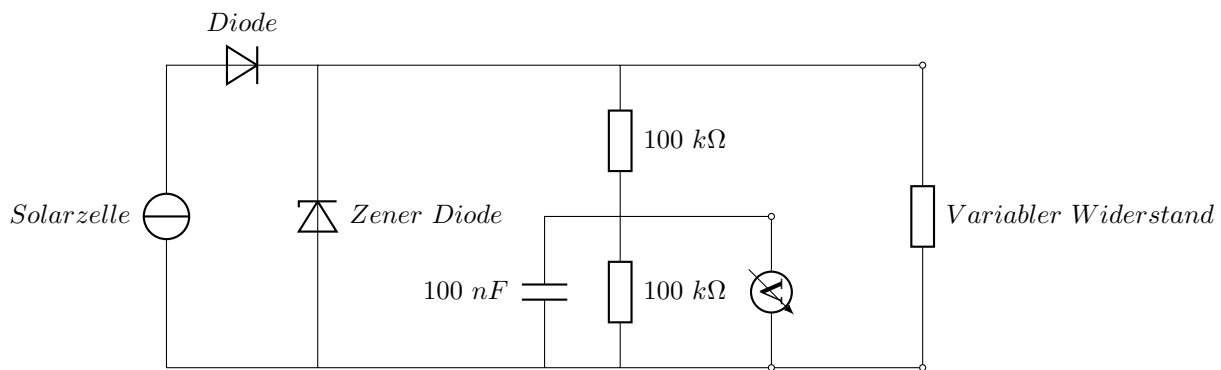 Diode
100 kΩ
Solarzelle
Zener Diode
Variabler Widerstand
100 nF
100 kΩ
V